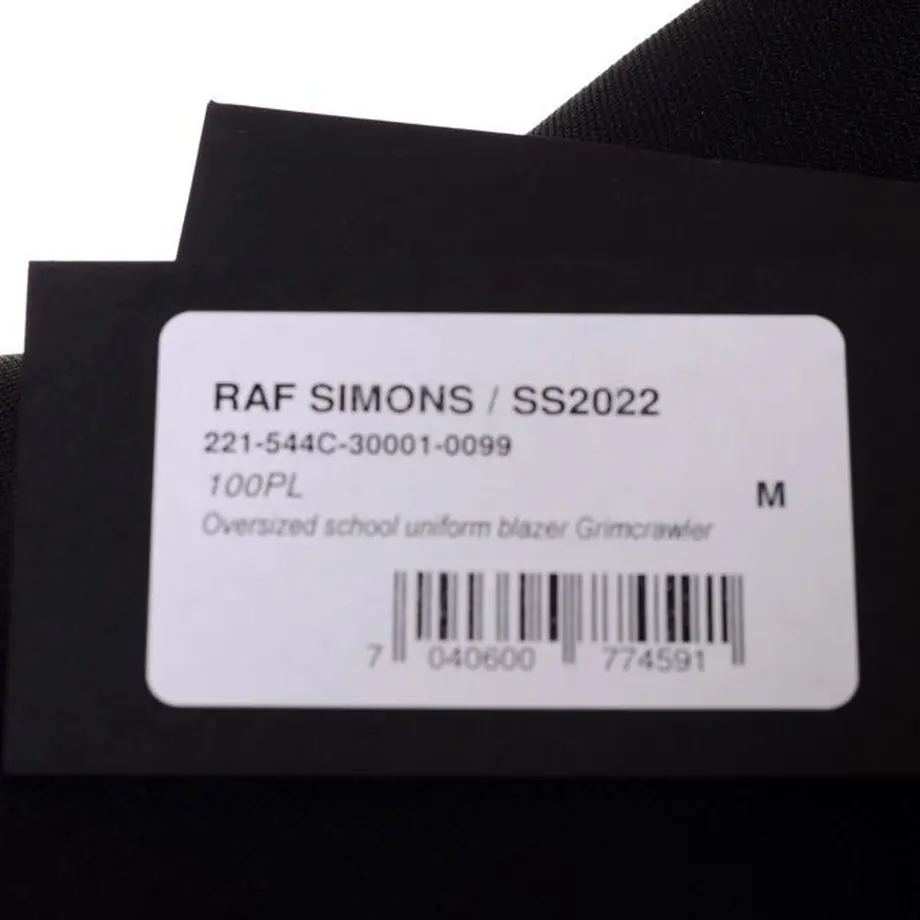 RAF SIMONS / SS2022
221-544C-30001-0099
100PL
M
Oversized school uniform blazer Grimcrawler
7 040600 774591